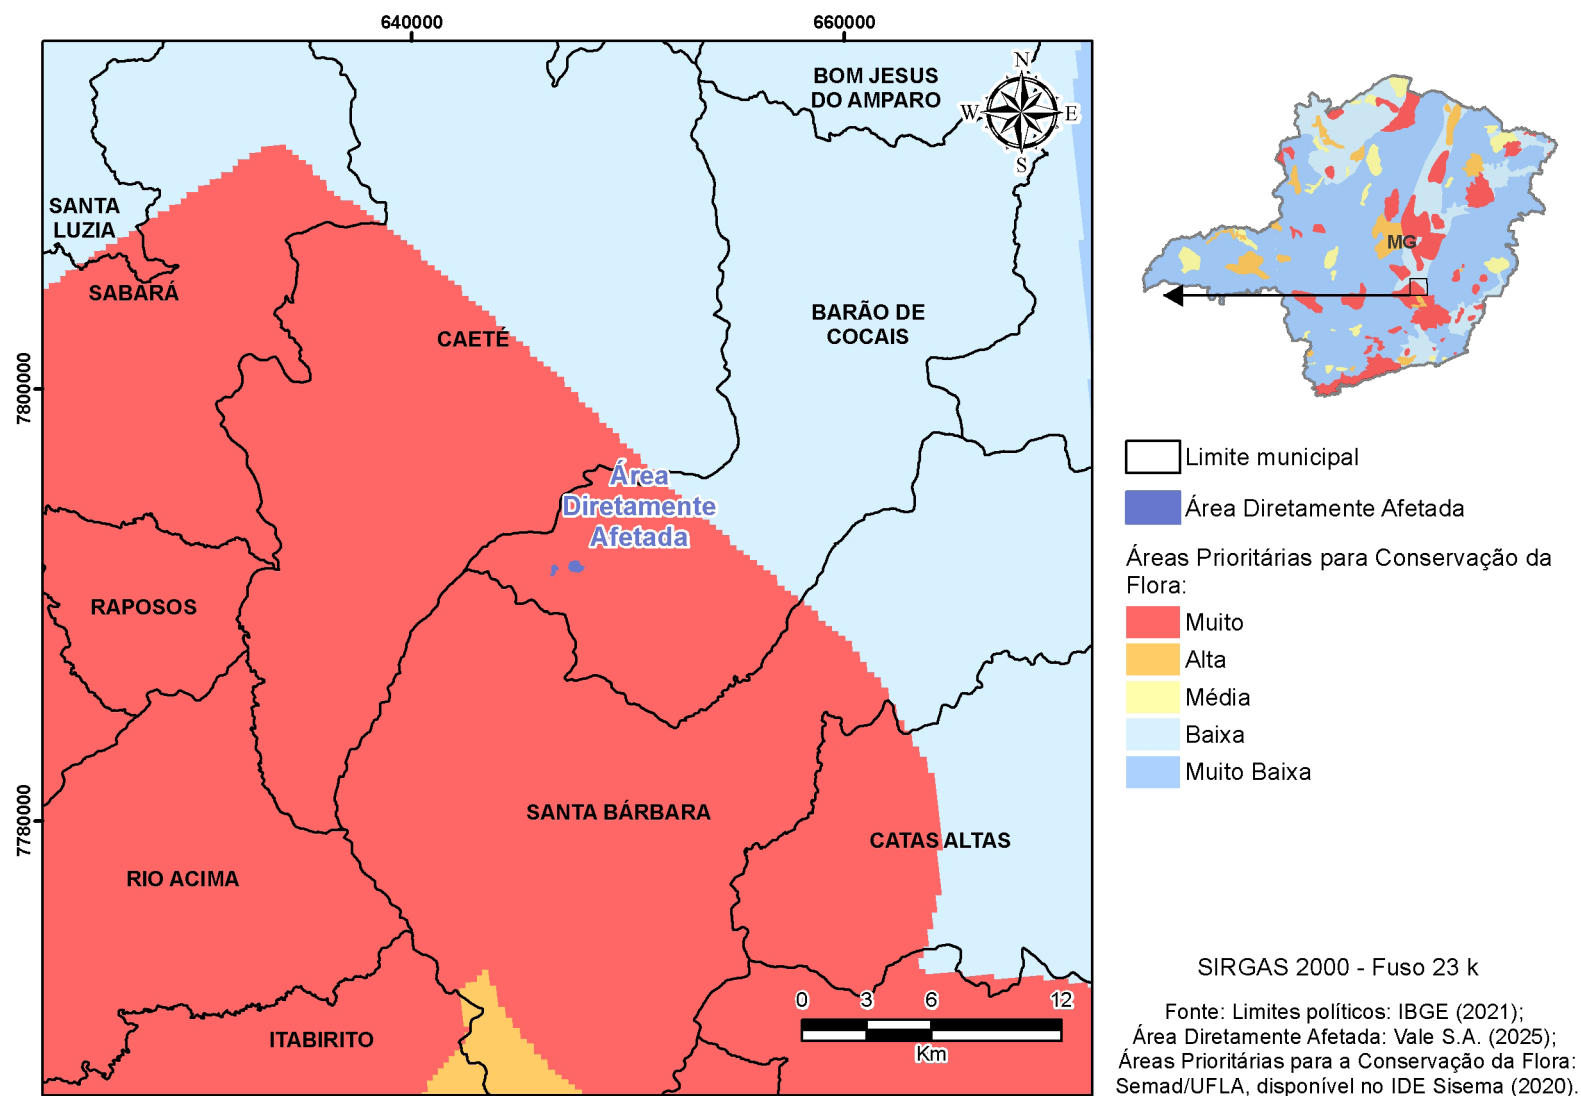 640000
660000
BOM JESUS
DO AMPARO
N
W
E
S
SANTA
LUZIA
SABARÁ
CAETÉ
BARÃO DE
COCAIS
7800000
Área
Diretamente
Afetada
RAPOSOS
7780000
SANTA BÁRBARA
CATAS ALTAS
RIO ACIMA
ITABIRITO
0
3
6
12
Km
MG
Limite municipal
Área Diretamente Afetada
Áreas Prioritárias para Conservação da
Flora:
Muito
Alta
Média
Baixa
Muito Baixa
SIRGAS 2000 - Fuso 23 k
Fonte: Limites políticos: IBGE (2021);
Área Diretamente Afetada: Vale S.A. (2025);
Áreas Prioritárias para a Conservação da Flora:
Semad/UFLA, disponível no IDE Sisema (2020).